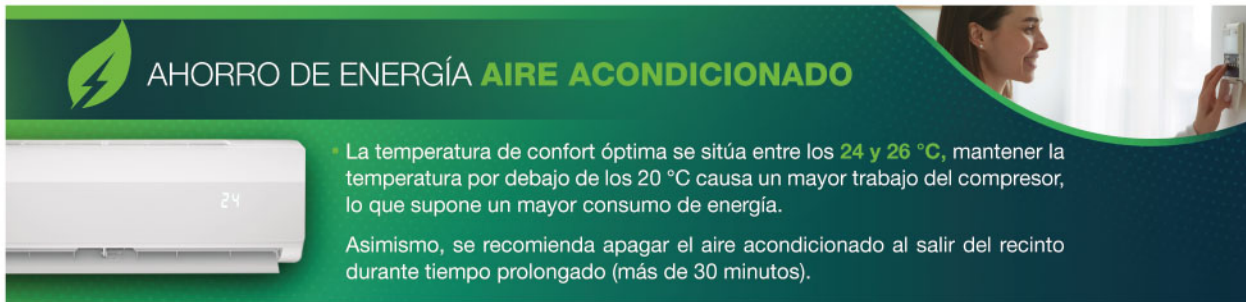 AHORRO DE ENERGÍA AIRE ACONDICIONADO
• La temperatura de confort óptima se sitúa entre los 24 y 26 °C, mantener la
temperatura por debajo de los 20 °C causa un mayor trabajo del compresor,
lo que supone un mayor consumo de energía.
24
Asimismo, se recomienda apagar el aire acondicionado al salir del recinto
durante tiempo prolongado (más de 30 minutos).